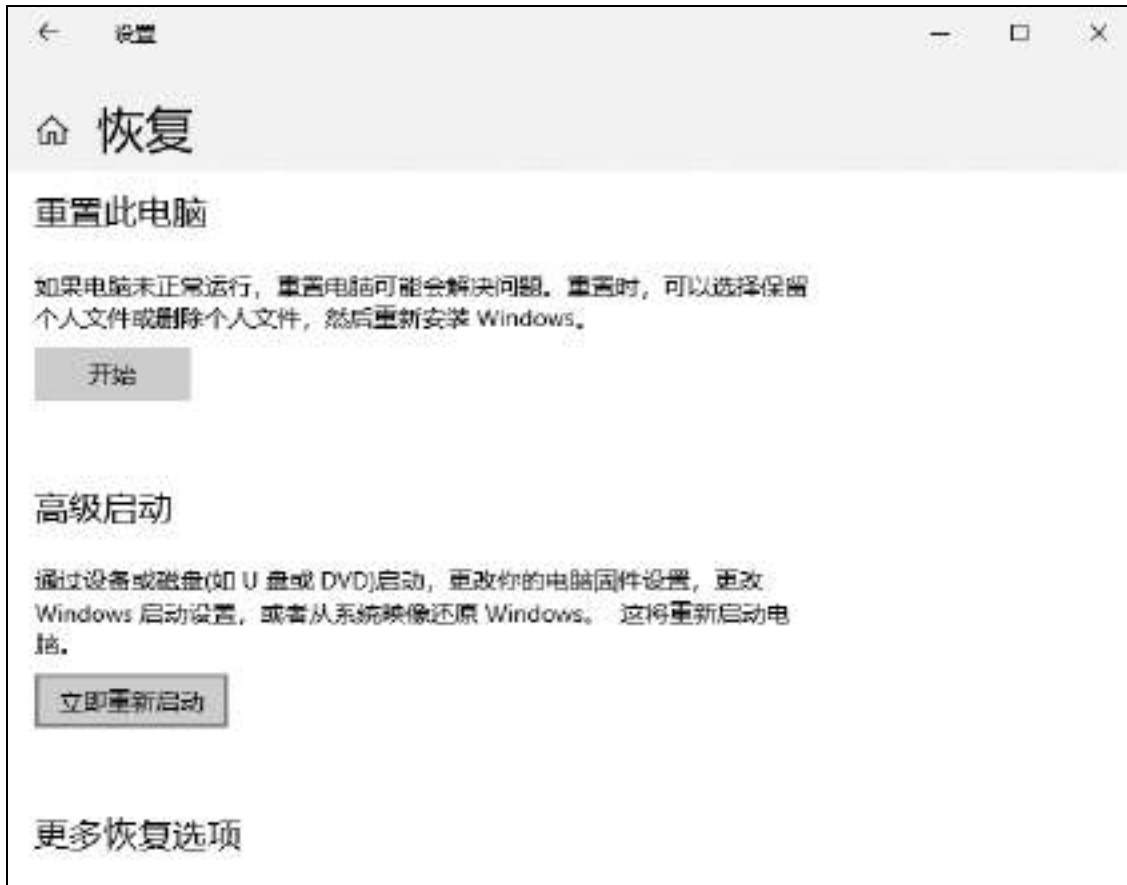 设置
恢复
重置此电脑
如果电脑未正常运行，重置电脑可能会解决问题。重置时，可以选择保留
个人文件或删除个人文件，然后重新安装 Windows。
开始
高级启动
通过设备或磁盘(如 U 盘或 DVD)启动，更改你的电脑固件设置，更改
Windows 启动设置，或者从系统映像还原 Windows。 这将重新启动电
脑。
立即重新启动
更多恢复选项